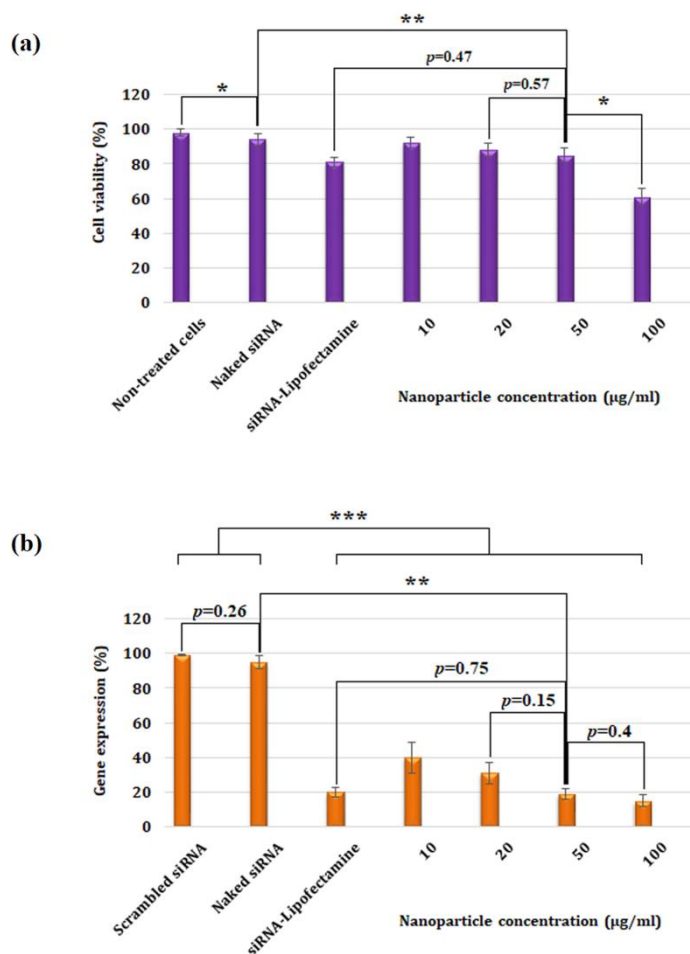 (a)
**
p=0.47
p=0.57
*
*
120
100
80
60
40
20
0
Cell viability (%)
Non-treated cells
Naked siRNA
siRNA-Lipofectamine
10
20
50
100
Nanoparticle concentration (µg/ml)
(b)
***
**
p=0.26
p=0.75
p=0.15
p=0.4
120
100
80
60
40
20
0
Gene expression (%)
Scrambled siRNA
Naked siRNA
siRNA-Lipofectamine
10
20
50
100
Nanoparticle concentration (µg/ml)